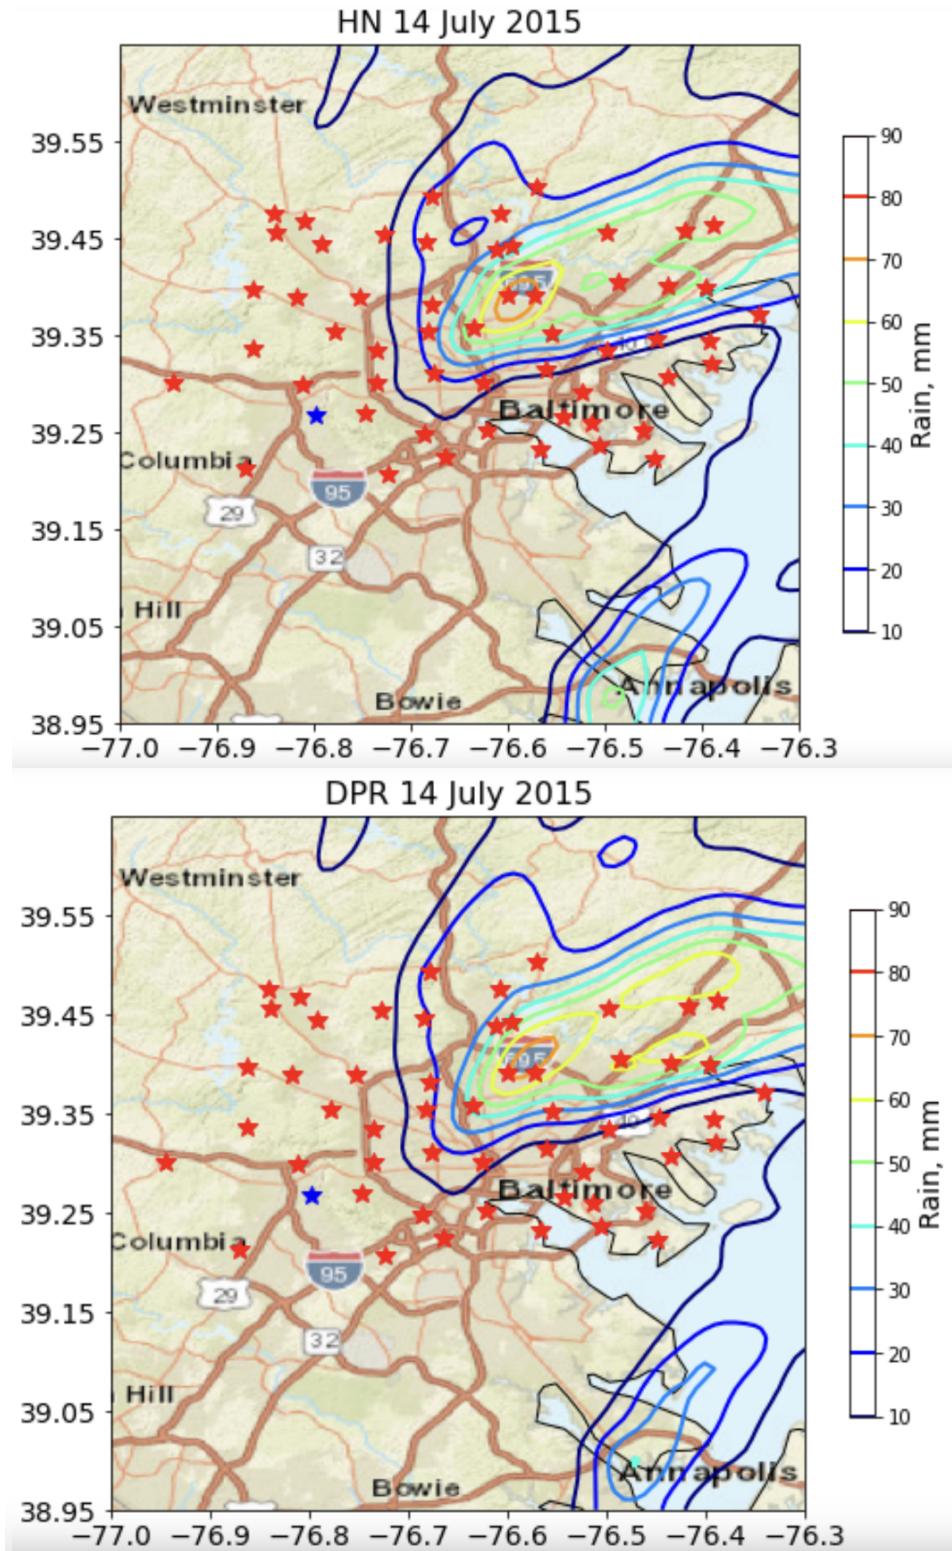 HN 14 July 2015
Westminster
39.55
39.45
39.35
39.25
39.15
39.05
38.95
Baltimore
Columbia
95
29
32
Hill
Bowie
Annapolis
−77.0 −76.9 −76.8 −76.7 −76.6 −76.5 −76.4 −76.3
90
80
70
60
50
40
30
20
10
Rain, mm
DPR 14 July 2015
Westminster
39.55
39.45
39.35
39.25
39.15
39.05
38.95
695
Baltimore
Columbia
95
29
32
Hill
Bowie
Annapolis
−77.0 −76.9 −76.8 −76.7 −76.6 −76.5 −76.4 −76.3
90
80
70
60
50
40
30
20
10
Rain, mm